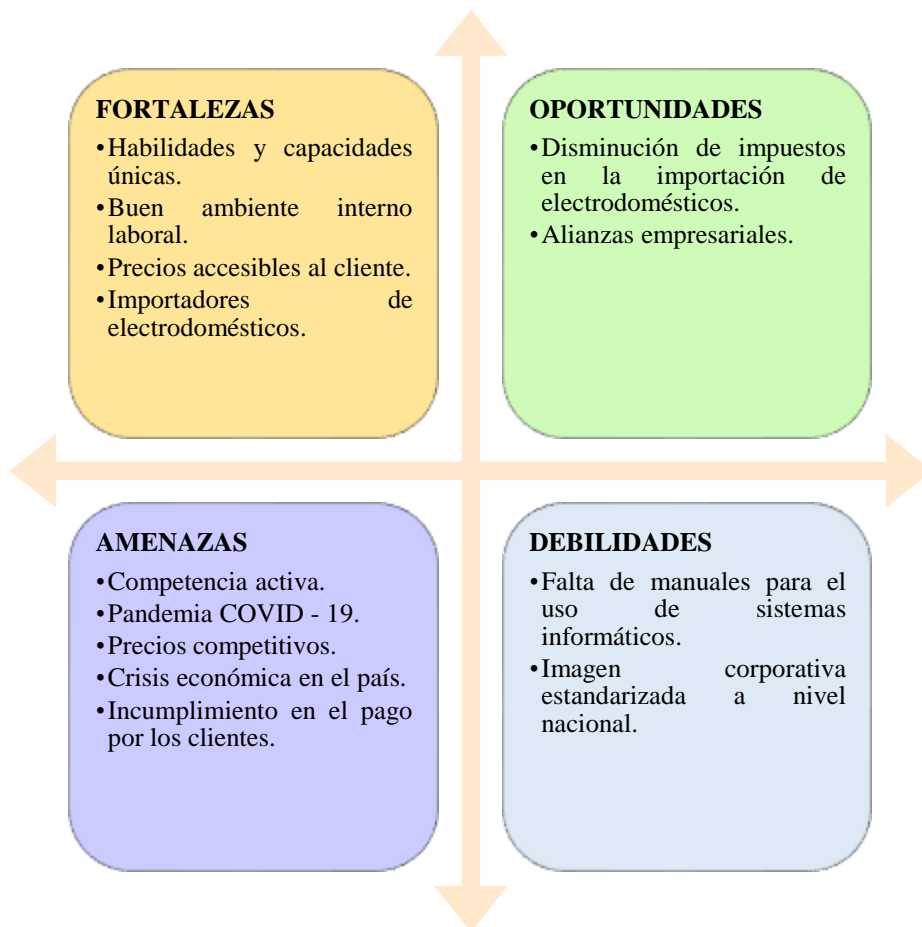 FORTALEZAS
•Habilidades y capacidades
únicas.
•Buen ambiente interno
laboral.
•Precios accesibles al cliente.
•Importadores de
electrodomésticos.
OPORTUNIDADES
•Disminución de impuestos
en la importación de
electrodomésticos.
•Alianzas empresariales.
AMENAZAS
•Competencia activa.
•Pandemia COVID - 19.
•Precios competitivos.
•Crisis económica en el país.
•Incumplimiento en el pago
por los clientes.
DEBILIDADES
•Falta de manuales para el
uso de sistemas
informáticos.
•Imagen corporativa
estandarizada a nivel
nacional.